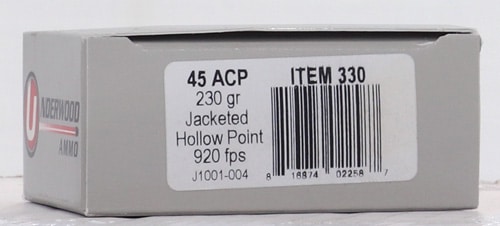 UNDERWOOD
AMMO
45 ACP
230 gr
Jacketed
Hollow Point
920 fps
J1001-004
ITEM 330
8 16874 02258 7